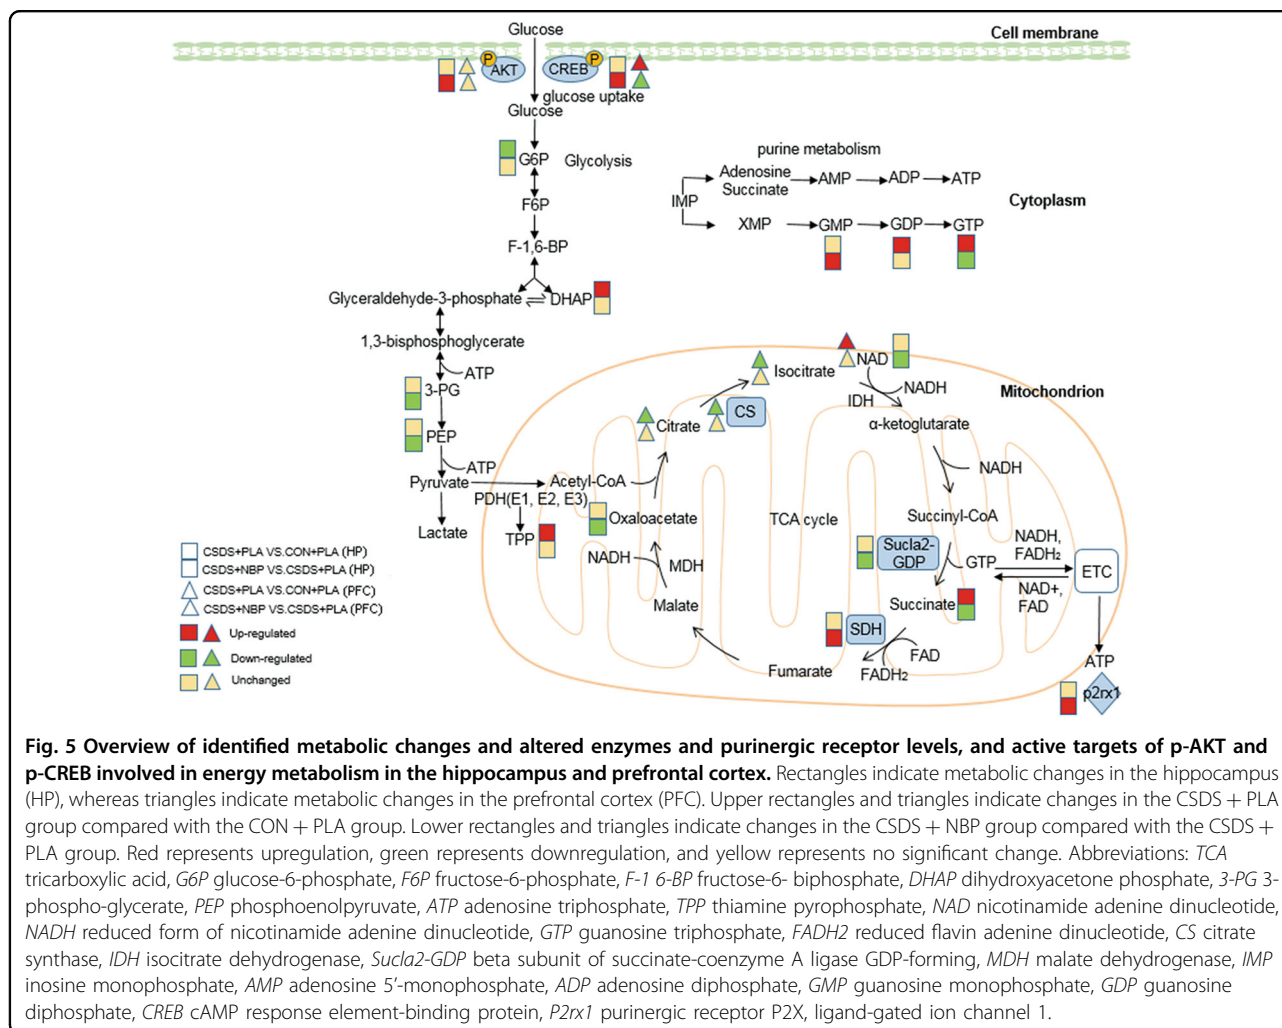 Glucose
Cell membrane
P
AKT
CREB
P
glucose uptake
Glucose
G6P
Glycolysis
F6P
F-1,6-BP
Glyceraldehyde-3-phosphate
DHAP
1,3-bisphosphoglycerate
ATP
3-PG
PEP
ATP
Pyruvate
Lactate
purine metabolism
Adenosine
Succinate
AMP
ADP
ATP
IMP
Cytoplasm
XMP
GMP
GDP
GTP
Mitochondrion
Isocitrate
NAD
NADH
IDH
CS
Citrate
α-ketoglutarate
NADH
Acetyl-CoA
PDH(E1, E2, E3)
TPP
Oxaloacetate
TCA cycle
Succinyl-CoA
NADH
MDH
Sucla2-
GDP
GTP
NADH,
FADH₂
ETC
NAD+,
FAD
Malate
Succinate
SDH
FAD
FADH₂
Fumarate
ATP
p2rx1
CSDS+PLA VS.CON+PLA (HP)
CSDS+NBP VS.CSDS+PLA (HP)
CSDS+PLA VS.CON+PLA (PFC)
CSDS+NBP VS.CSDS+PLA (PFC)
Up-regulated
Down-regulated
Unchanged
Fig. 5 Overview of identified metabolic changes and altered enzymes and purinergic receptor levels, and active targets of p-AKT and
p-CREB involved in energy metabolism in the hippocampus and prefrontal cortex. Rectangles indicate metabolic changes in the hippocampus
(HP), whereas triangles indicate metabolic changes in the prefrontal cortex (PFC). Upper rectangles and triangles indicate changes in the CSDS + PLA
group compared with the CON + PLA group. Lower rectangles and triangles indicate changes in the CSDS + NBP group compared with the CSDS +
PLA group. Red represents upregulation, green represents downregulation, and yellow represents no significant change. Abbreviations: TCA
tricarboxylic acid, G6P glucose-6-phosphate, F6P fructose-6-phosphate, F-1 6-BP fructose-6- biphosphate, DHAP dihydroxyacetone phosphate, 3-PG 3-
phospho-glycerate, PEP phosphoenolpyruvate, ATP adenosine triphosphate, TPP thiamine pyrophosphate, NAD nicotinamide adenine dinucleotide,
NADH reduced form of nicotinamide adenine dinucleotide, GTP guanosine triphosphate, FADH2 reduced flavin adenine dinucleotide, CS citrate
synthase, IDH isocitrate dehydrogenase, Sucla2-GDP beta subunit of succinate-coenzyme A ligase GDP-forming, MDH malate dehydrogenase, IMP
inosine monophosphate, AMP adenosine 5′-monophosphate, ADP adenosine diphosphate, GMP guanosine monophosphate, GDP guanosine
diphosphate, CREB cAMP response element-binding protein, P2rx1 purinergic receptor P2X, ligand-gated ion channel 1.